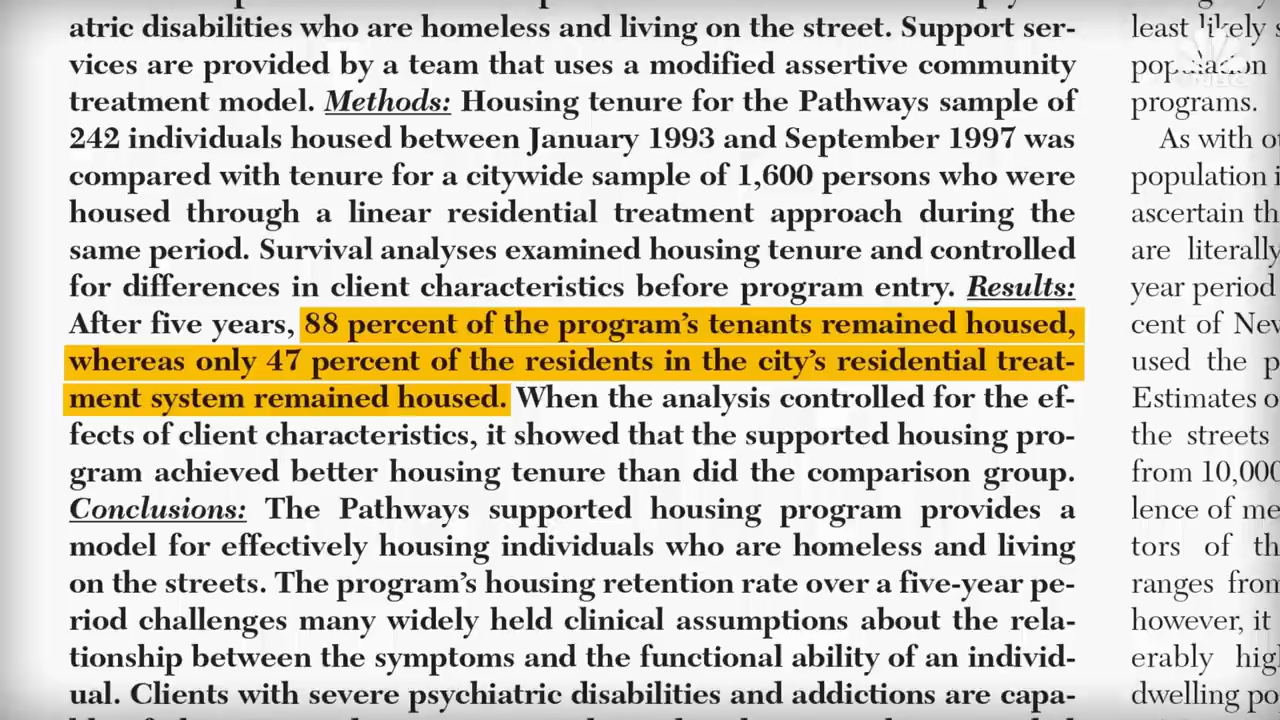 atric disabilities who are homeless and living on the street. Support ser-
vices are provided by a team that uses a modified assertive community
treatment model. Methods: Housing tenure for the Pathways sample of
242 individuals housed between January 1993 and September 1997 was
compared with tenure for a citywide sample of 1,600 persons who were
housed through a linear residential treatment approach during the
same period. Survival analyses examined housing tenure and controlled
for differences in client characteristics before program entry. Results:
After five years, 88 percent of the program's tenants remained housed,
whereas only 47 percent of the residents in the city's residential treat-
ment system remained housed. When the analysis controlled for the ef-
fects of client characteristics, it showed that the supported housing pro-
gram achieved better housing tenure than did the comparison group.
Conclusions: The Pathways supported housing program provides a
model for effectively housing individuals who are homeless and living
on the streets. The program's housing retention rate over a five-year pe-
riod challenges many widely held clinical assumptions about the rela-
tionship between the symptoms and the functional ability of an individ-
ual. Clients with severe psychiatric disabilities and addictions are capa-
least likely
population
programs.
As with
population
ascertain
are literally
year period
cent of
used the
Estimates
the streets
from 10,000
lence of
tors of
ranges from
however, it
erably
dwelling
CNBC